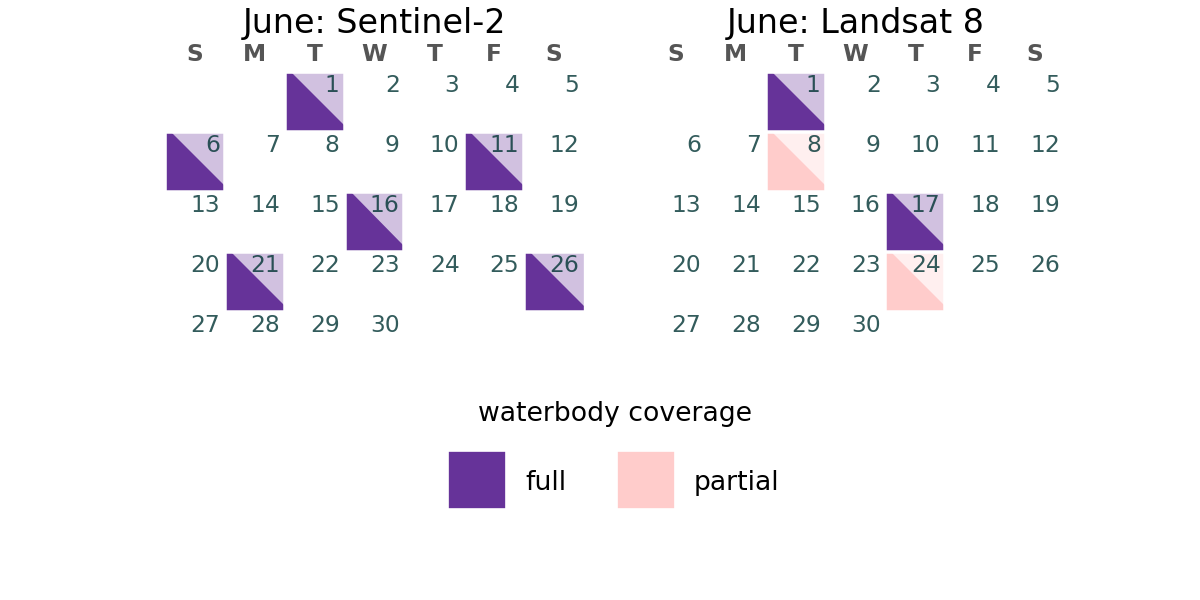 June: Sentinel-2
S M T W T F S
1 2 3 4 5
6 7 8 9 10 11 12
13 14 15 16 17 18 19
20 21 22 23 24 25 26
27 28 29 30
June: Landsat 8
S M T W T F S
1 2 3 4 5
6 7 8 9 10 11 12
13 14 15 16 17 18 19
20 21 22 23 24 25 26
27 28 29 30
waterbody coverage
full
partial